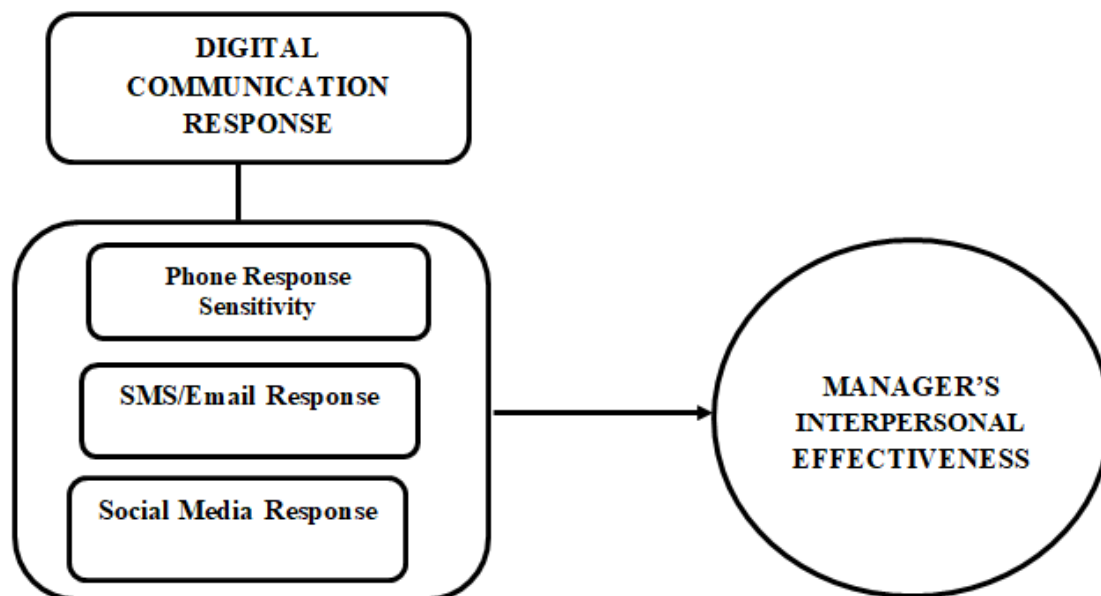 DIGITAL
COMMUNICATION
RESPONSE
Phone Response
Sensitivity
SMS/Email Response
Social Media Response
MANAGER’S
INTERPERSONAL
EFFECTIVENESS